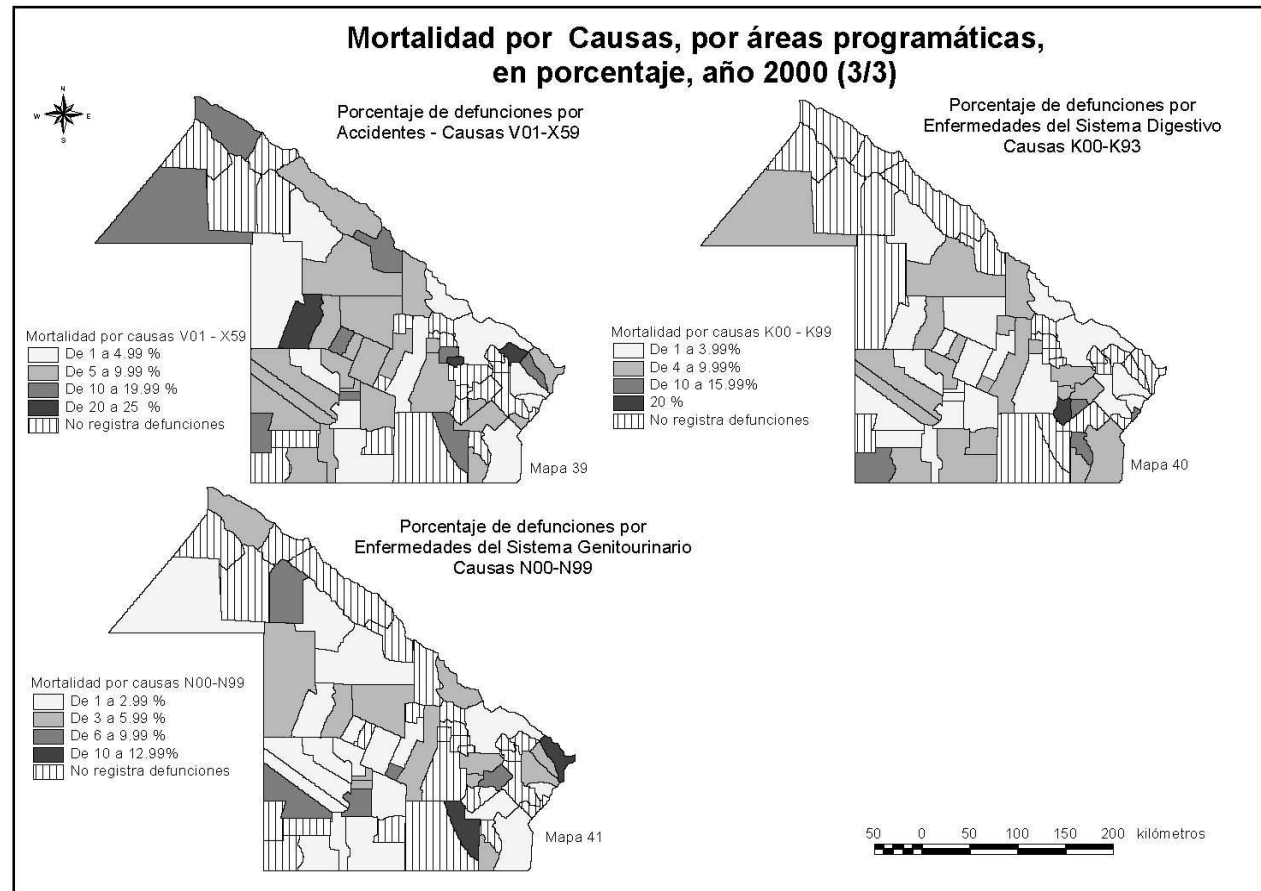 Mortalidad por Causas, por áreas programáticas,
en porcentaje, año 2000 (3/3)
N
W E
S
Porcentaje de defunciones por
Accidentes - Causas V01-X59
Mortalidad por causas V01 - X59
De 1 a 4.99 %
De 5 a 9.99 %
De 10 a 19.99 %
De 20 a 25 %
No registra defunciones
Mapa 39
Porcentaje de defunciones por
Enfermedades del Sistema Digestivo
Causas K00-K93
Mortalidad por causas K00 - K99
De 1 a 3.99%
De 4 a 9.99%
De 10 a 15.99%
20 %
No registra defunciones
Mapa 40
Porcentaje de defunciones por
Enfermedades del Sistema Genitourinario
Causas N00-N99
Mortalidad por causas N00-N99
De 1 a 2.99 %
De 3 a 5.99 %
De 6 a 9.99 %
De 10 a 12.99%
No registra defunciones
Mapa 41
50 0 50 100 150 200 kilómetros